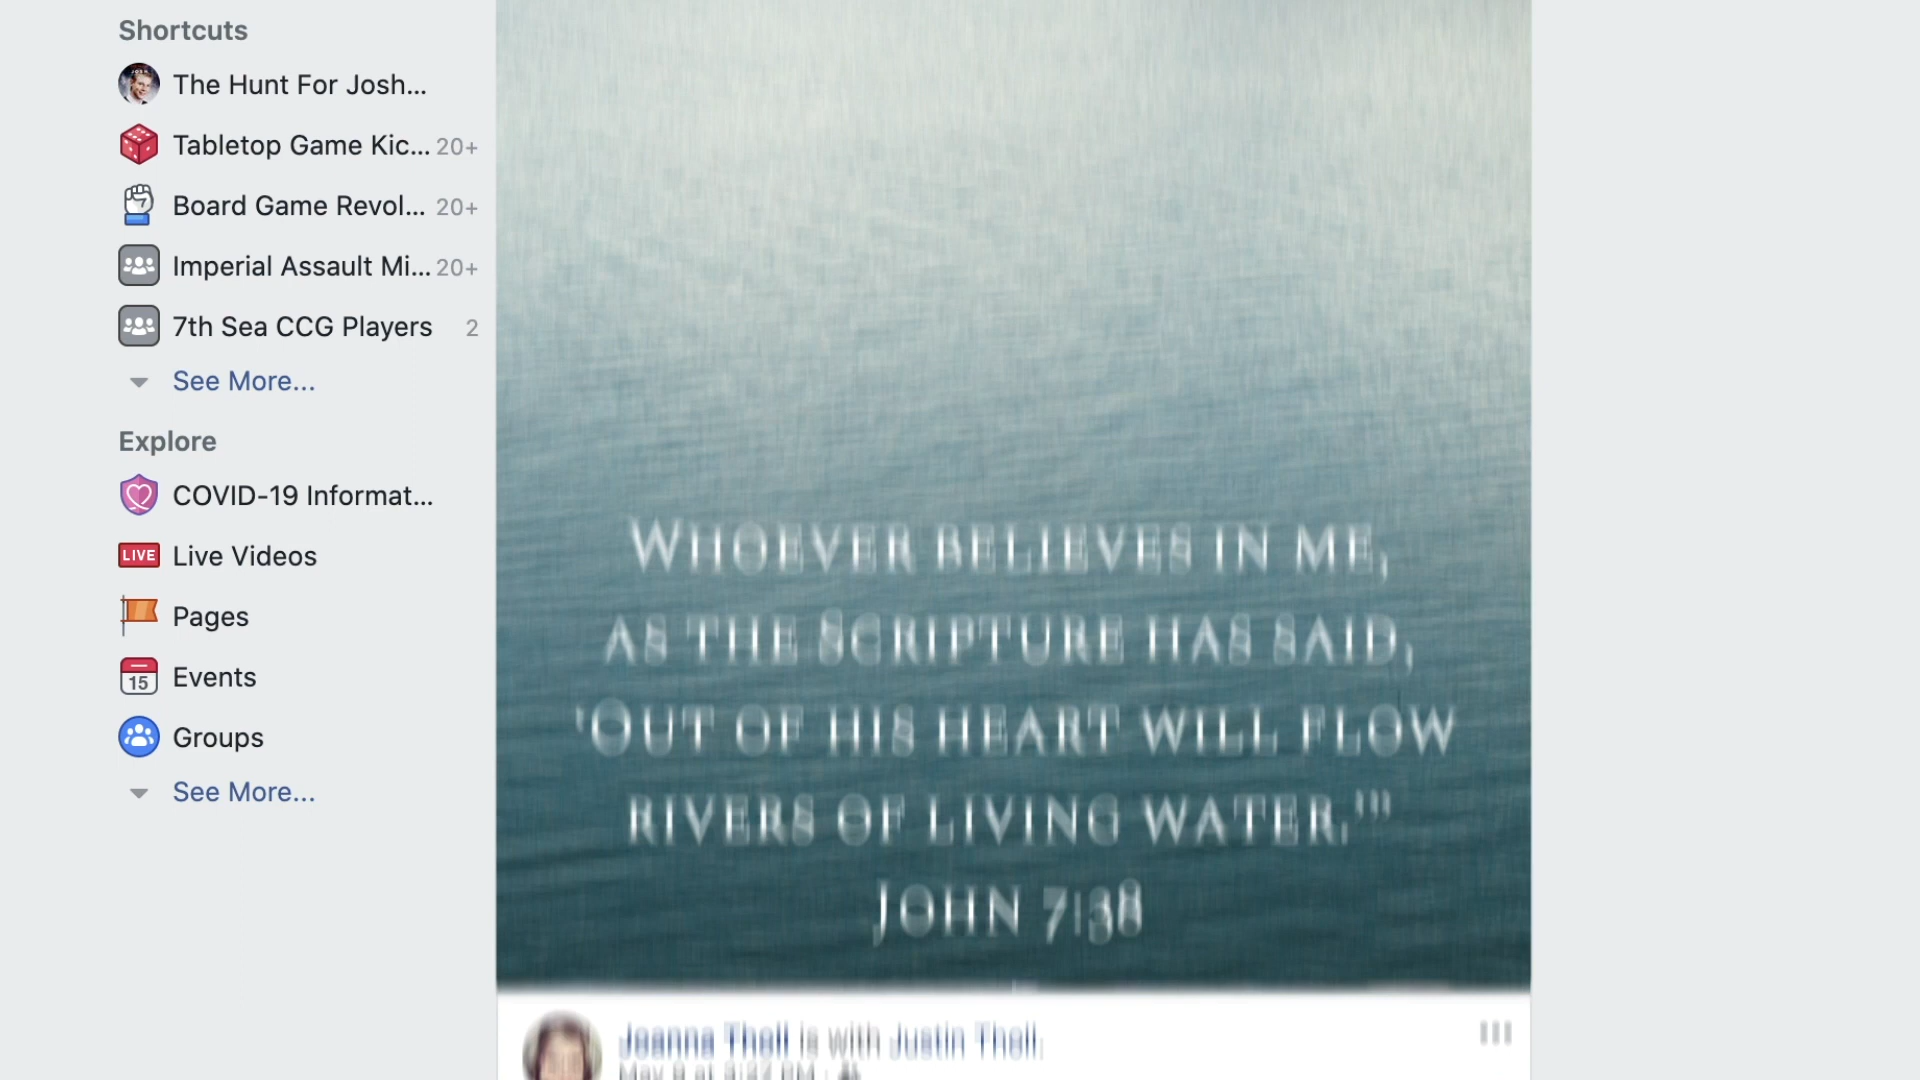 Shortcuts
The Hunt For Josh...
Tabletop Game Kic... 20+
Board Game Revol... 20+
Imperial Assault Mi... 20+
7th Sea CCG Players 2
See More...
Explore
COVID-19 Informat...
LIVE Live Videos
Pages
15 Events
Groups
See More...
Whoever believes in me,
as the Scripture has said,
'Out of his heart will flow
rivers of living water.'"
John 7:38
Joanna Tholl is with Justin Tholl.